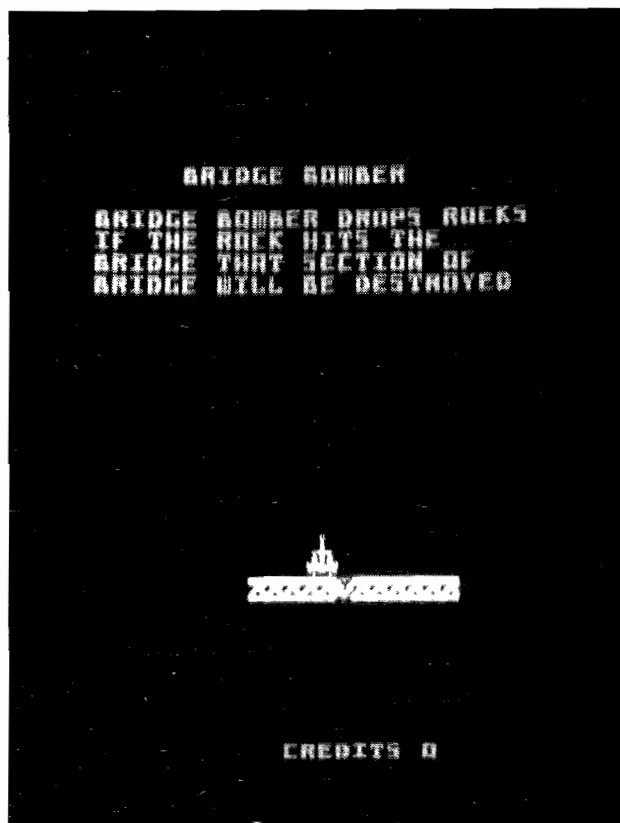 BRIDGE BOMBER
BRIDGE BOMBER DROPS ROCKS
IF THE ROCK HITS THE
BRIDGE THAT SECTION OF
BRIDGE WILL BE DESTROYED
CREDITS 0